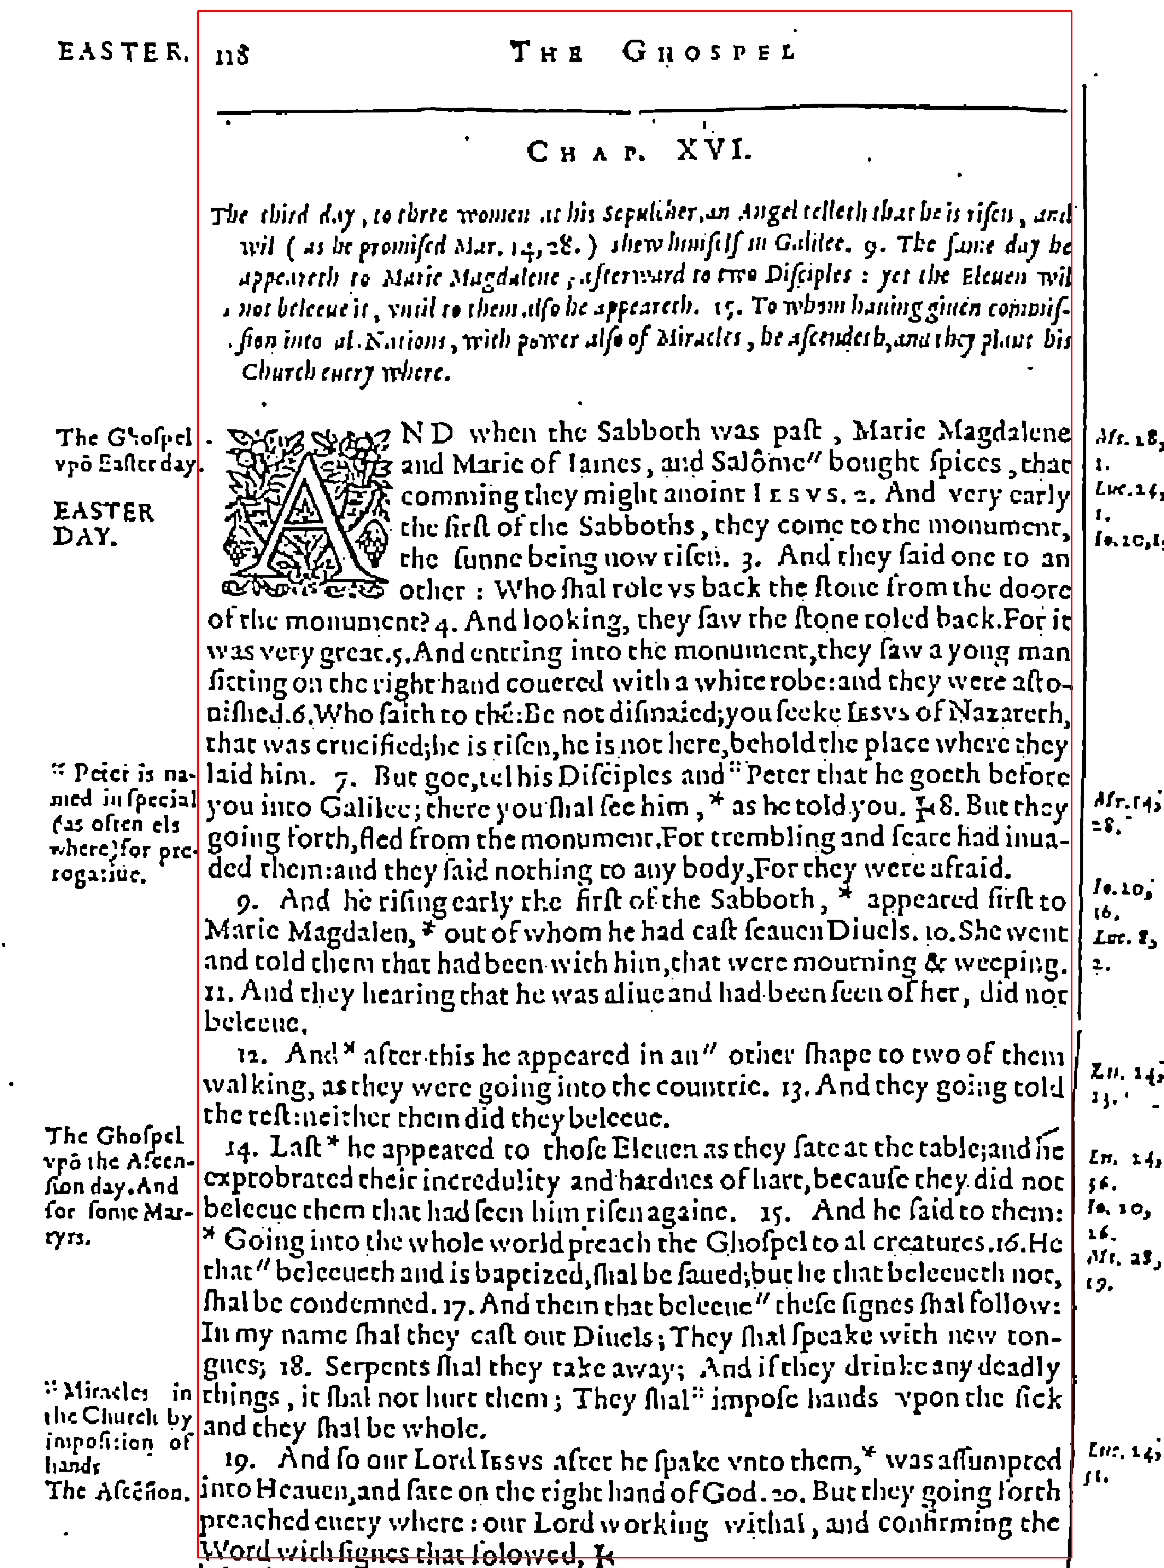 EASTER. 118 THE GHOSPEL
CHAP. XVI.
The third day, to three women at his Sepulcher, an Angel telleth that he is risen, and
wil (as he promised Mar. 14,28.) shew himself in Galilee. 9. The same day he
appeareth to Marie Magdalene; afterward to two Disciples: yet the Eleuen wil
not beleeue it, vntil to them also he appeareth. 15. To whom hauing giuen commiſ-
ſion into al Nations, with power alſo of Miracles, he aſcendeth, and they plant his
Church euery where.
The Ghoſpel
vpō Eaſter day.
EASTER
DAY.
AND when the Sabboth was paſt, Marie Magdalene
and Marie of Iames, and Salôme" bought ſpices, that
comming they might anoint IESVS. 2. And very early
the firſt of the Sabboths, they come to the monument,
the ſunne being now riſen. 3. And they ſaid one to an
other: Who ſhal role vs back the ſtone from the doore
of the monument? 4. And looking, they ſaw the ſtone roled back. For it
was very great. 5. And entring into the monument, they ſaw a yong man
ſitting on the right hand couered with a white robe: and they were aſto-
niſhed. 6. Who ſaith to thē: Be not diſmaied; you ſeeke IESVS of Nazareth,
that was crucified; he is riſen, he is not here, behold the place where they
laid him. 7. But goe, tel his Diſciples and :: Peter that he goeth before
you into Galilee; there you ſhal ſee him, * as he told you. 8. But they
going forth, fled from the monument. For trembling and feare had inua-
ded them: and they ſaid nothing to any body, For they were afraid.
9. And he riſing early the firſt of the Sabboth, * appeared firſt to
Marie Magdalen, * out of whom he had caſt ſeauen Diuels. 10. She went
and told them that had been with him, that were mourning & weeping.
11. And they hearing that he was aliue and had been ſeen of her, did not
beleeue.
12. And * after this he appeared in an" other ſhape to two of them
walking, as they were going into the countrie. 13. And they going told
the reſt: neither them did they beleeue.
14. Laſt * he appeared to thoſe Eleuen as they ſate at the table; and he
exprobrated their incredulity and hardnes of hart, becauſe they did not
beleeue them that had ſeen him riſen againe. 15. And he ſaid to them:
* Going into the whole world preach the Ghoſpel to al creatures. 16. He
that" beleeueth and is baptized, ſhal be ſaued; but he that beleeueth not,
ſhal be condemned. 17. And them that beleeue" theſe ſignes ſhal follow:
In my name ſhal they caſt out Diuels; They ſhal ſpeake with new ton-
gues; 18. Serpents ſhal they take away; And if they drinke any deadly
things, it ſhal not hurt them; They ſhal :: impoſe hands vpon the ſick
and they ſhal be whole.
19. And ſo our Lord IESVS after he ſpake vnto them, * was aſſumpted
into Heauen, and ſate on the right hand of God. 20. But they going forth
preached euery where: our Lord working withal, and confirming the
Word with ſignes that folowed.
:: Peter is na-
med in ſpecial
(as often els
where) for pre-
rogatiue.
The Ghoſpel
vpō the Aſcen-
ſion day. And
for ſome Mar-
tyrs.
:: Miracles in
the Church by
impoſition of
hands
The Aſcēſion.
Mt. 28,
1.
Luc. 24,
1.
Io. 20,1.
Mt. 14,
28.
Io. 20,
16.
Luc. 8,
2.
Lu. 24,
13.
Lu. 24,
36.
Io. 20,
26.
Mt. 28,
19.
Luc. 24,
51.